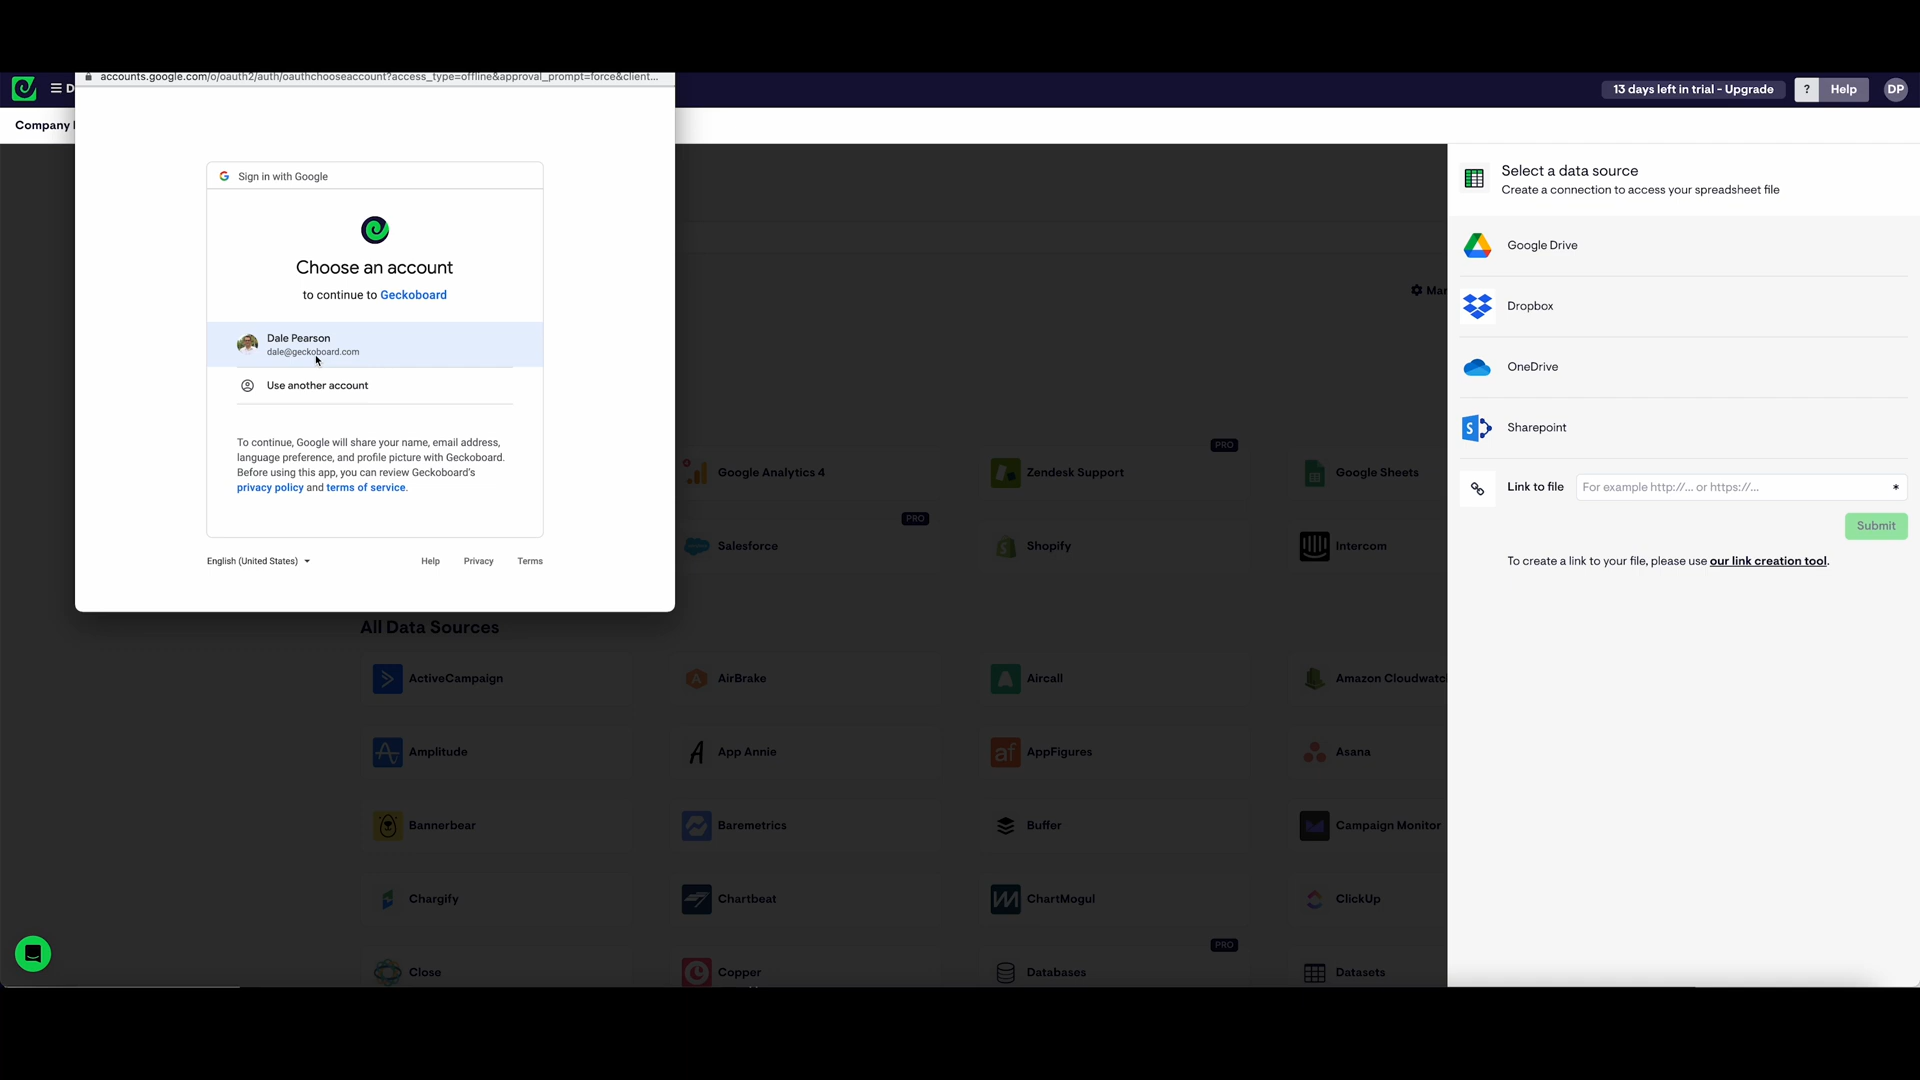 accounts.google.com/o/oauth2/auth/oauthchooseaccount?access_type=offline&approval_prompt=force&client...
D
13 days left in trial - Upgrade
? Help
DP
Company
Sign in with Google
Choose an account
to continue to Geckoboard
Dale Pearson
dale@geckoboard.com
Use another account
To continue, Google will share your name, email address,
language preference, and profile picture with Geckoboard.
Before using this app, you can review Geckoboard's
privacy policy and terms of service.
English (United States)
Help Privacy Terms
Select a data source
Create a connection to access your spreadsheet file
Google Drive
Dropbox
OneDrive
Sharepoint
Link to file
For example http://... or https://...
*
Submit
To create a link to your file, please use our link creation tool.
PRO
Google Analytics 4
Zendesk Support
Google Sheets
PRO
Salesforce
Shopify
Intercom
All Data Sources
ActiveCampaign
AirBrake
Aircall
Amazon Cloudwatc
Amplitude
App Annie
AppFigures
Asana
Bannerbear
Baremetrics
Buffer
Campaign Monitor
Chargify
Chartbeat
ChartMogul
ClickUp
PRO
Close
Copper
Databases
Datasets